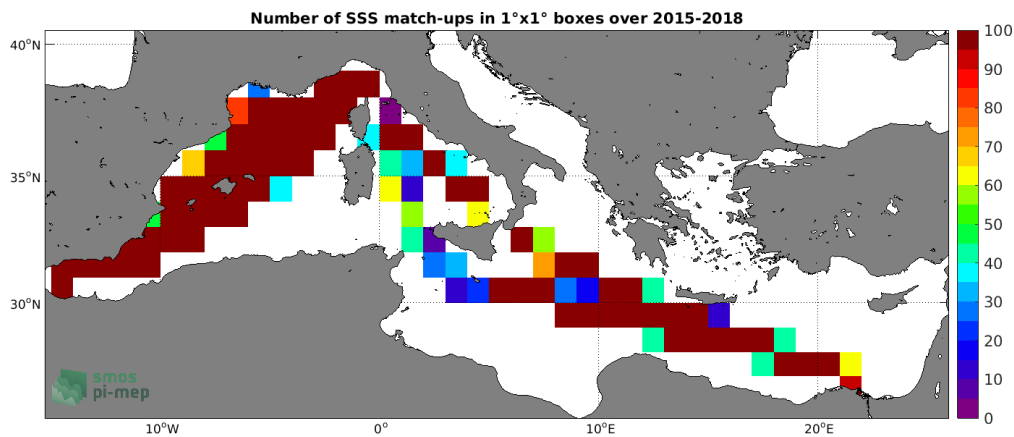 Number of SSS match-ups in 1°x1° boxes over 2015-2018
40°N
35°N
30°N
10°W
0°
10°E
20°E
100
90
80
70
60
50
40
30
20
10
0
smos
pi-mep